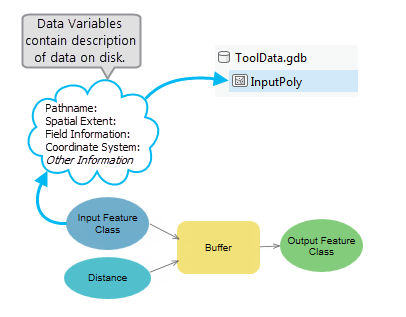 Data Variables
contain description
of data on disk.
ToolData.gdb
InputPoly
Pathname:
Spatial Extent:
Field Information:
Coordinate System:
Other Information
Input Feature
Class
Distance
Buffer
Output Feature
Class